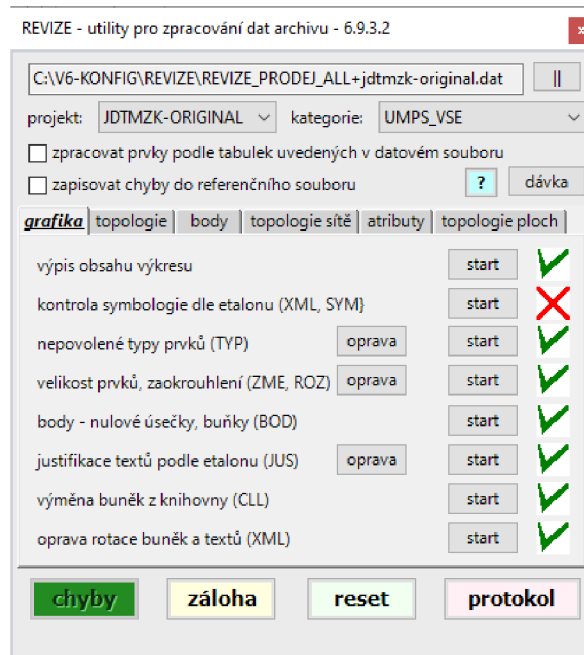 REVIZE - utility pro zpracování dat archivu - 6.9.3.2
C:\V6-KONFIG\REVIZE\REVIZE_PRODEJ_ALL+jdtmzk-original.dat ||
projekt: JDTMZK-ORIGINAL kategorie: UMPS_VSE
zpracovat prvky podle tabulek uvedených v datovém souboru
zapisovat chyby do referenčního souboru ? dávka
grafika topologie body topologie sítě atributy topologie ploch
výpis obsahu výkresu start
kontrola symbologie dle etalonu (XML, SYM} start
nepovolené typy prvků (TYP) oprava start
velikost prvků, zaokrouhlení (ZME, ROZ) oprava start
body - nulové úsečky, buňky (BOD) start
justifikace textů podle etalonu (JUS) oprava start
výměna buněk z knihovny (CLL) start
oprava rotace buněk a textů (XML) start
chyby záloha reset protokol